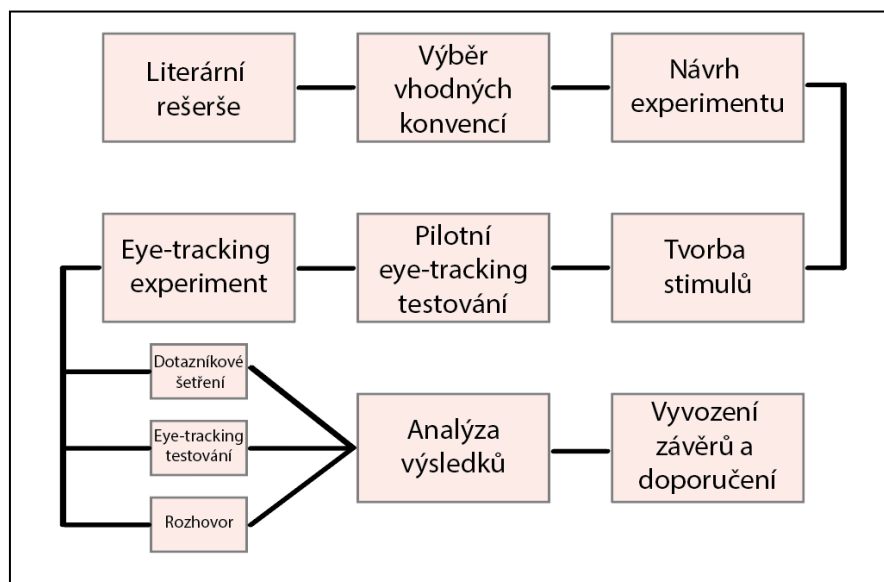 Literární
rešerše
Výběr
vhodných
konvencí
Návrh
experimentu
Eye-tracking
experiment
Pilotní
eye-tracking
testování
Tvorba
stimulů
Dotazníkové
šetření
Eye-tracking
testování
Rozhovor
Analýza
výsledků
Vyvození
závěrů a
doporučení